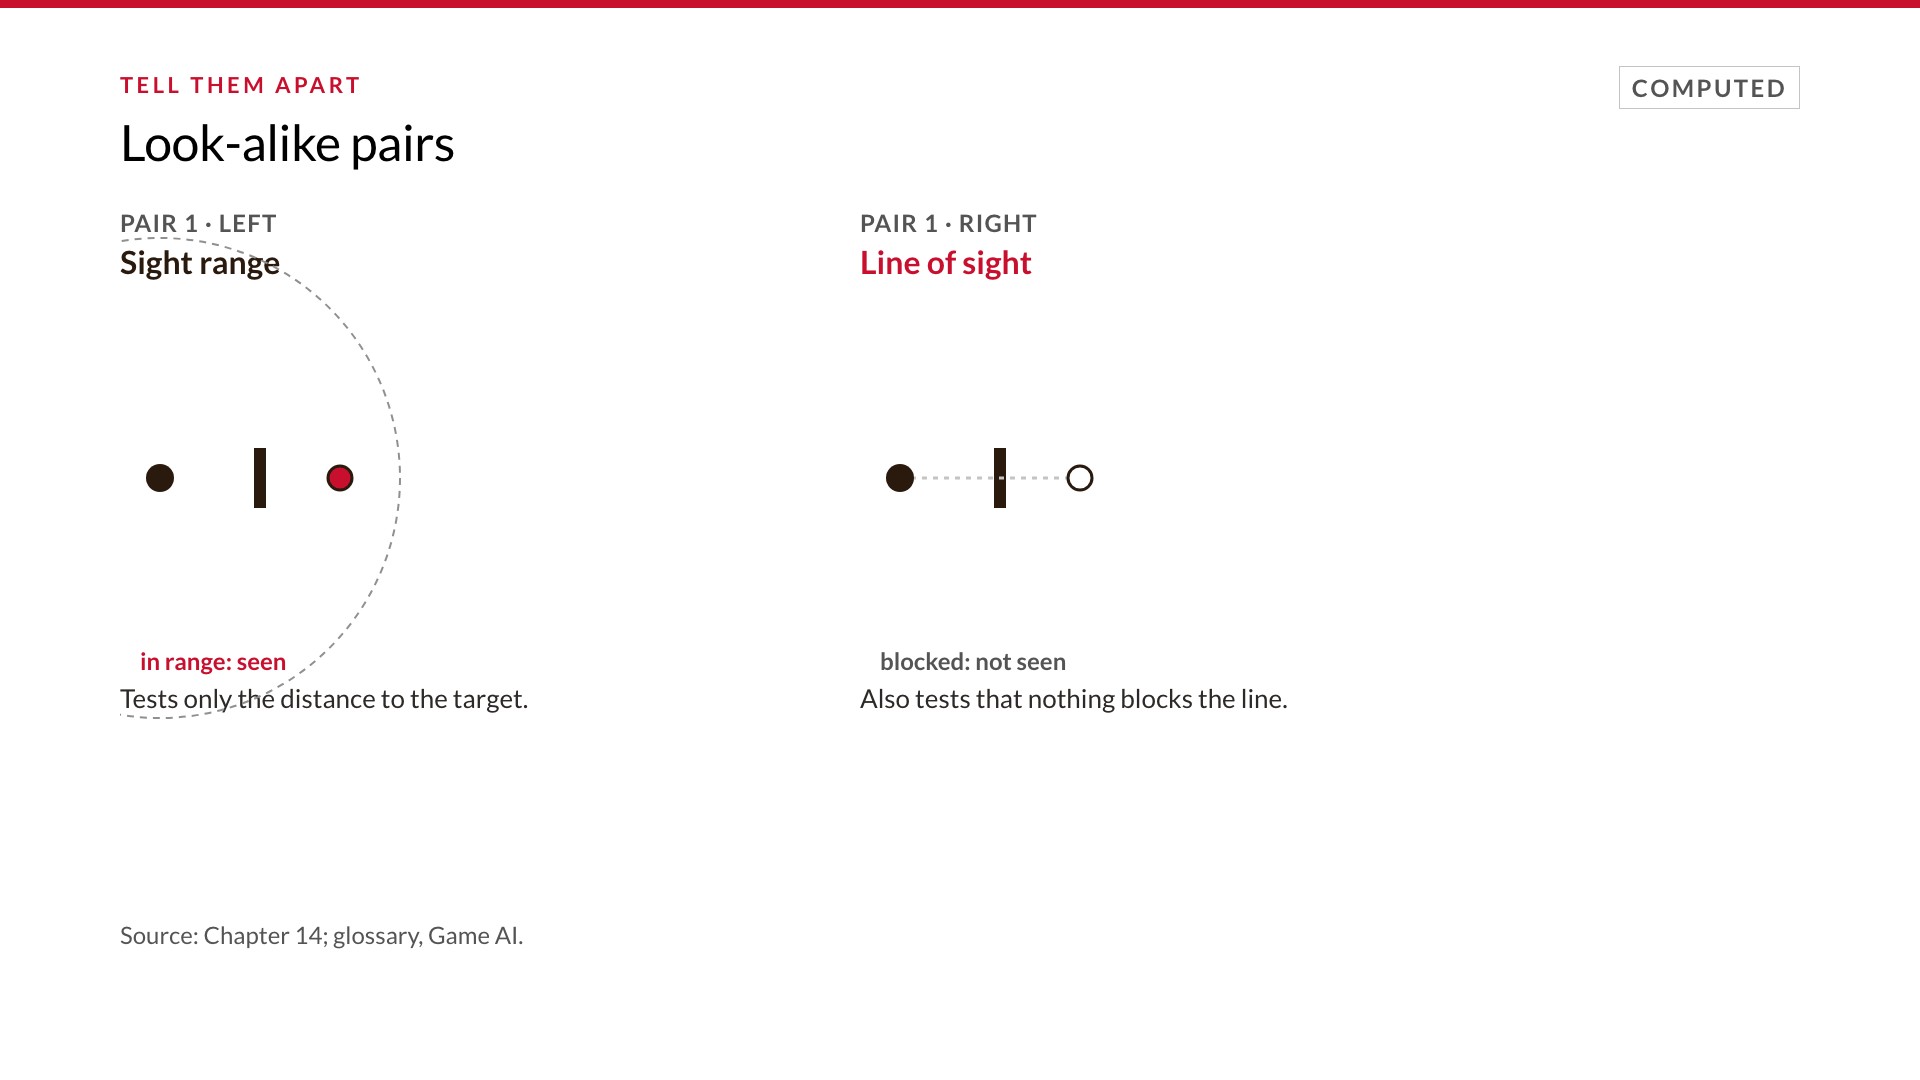 TELL THEM APART
COMPUTED
Look-alike pairs
PAIR 1 · LEFT
Sight range
in range: seen
Tests only the distance to the target.
PAIR 1 · RIGHT
Line of sight
blocked: not seen
Also tests that nothing blocks the line.
Source: Chapter 14; glossary, Game AI.